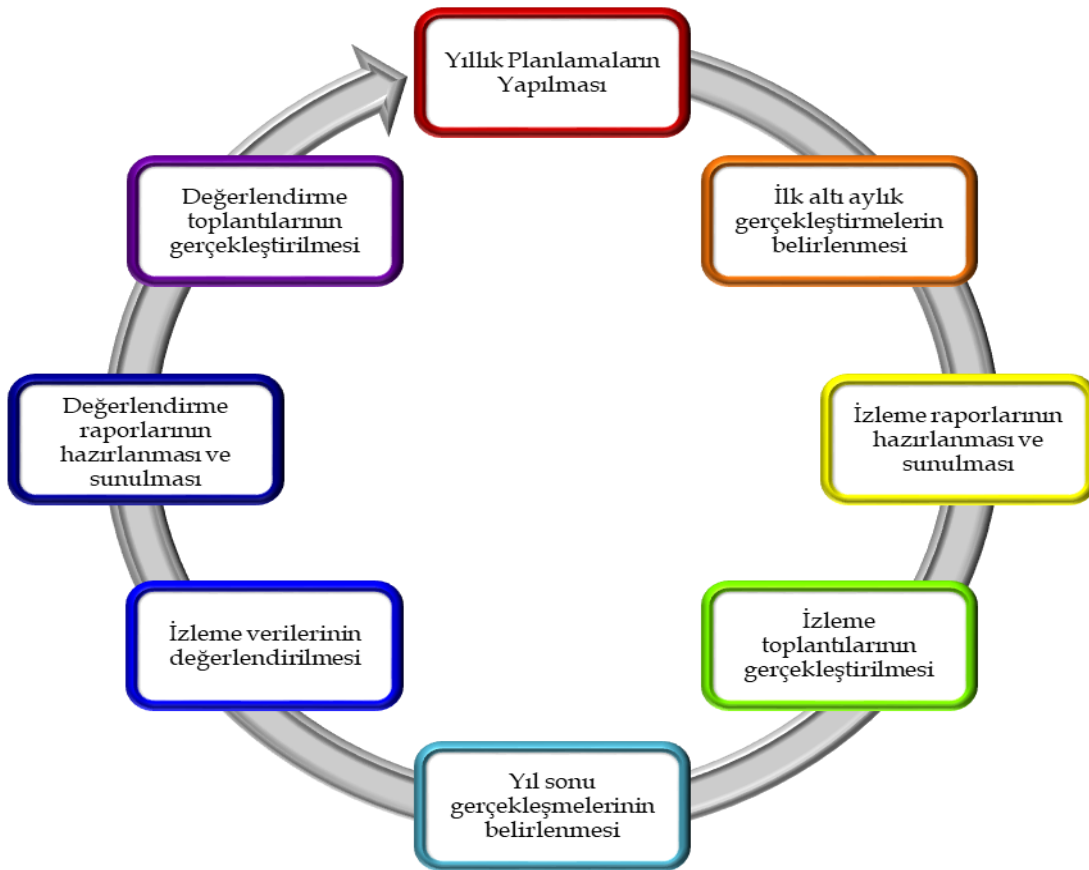 Yıllık Planlamaların
Yapılması
İlk altı aylık
gerçekleştirmelerin
belirlenmesi
İzleme raporlarının
hazırlanması ve
sunulması
İzleme
toplantılarının
gerçekleştirilmesi
Yıl sonu
gerçekleşmelerinin
belirlenmesi
İzleme verilerinin
değerlendirilmesi
Değerlendirme
raporlarının
hazırlanması ve
sunulması
Değerlendirme
toplantılarının
gerçekleştirilmesi